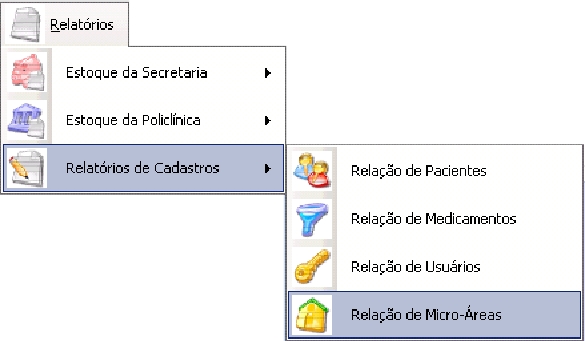 Relatórios
Estoque da Secretaria
Estoque da Policlínica
Relatórios de Cadastros
Relação de Pacientes
Relação de Medicamentos
Relação de Usuários
Relação de Micro-Áreas